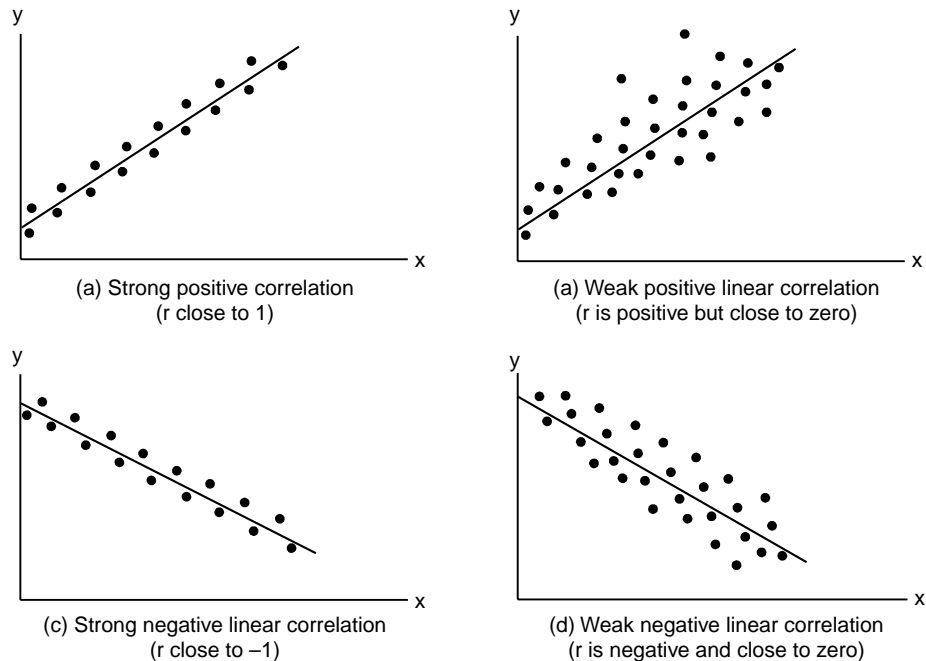 y
x
(a) Strong positive correlation
(r close to 1)
y
x
(a) Weak positive linear correlation
(r is positive but close to zero)
y
x
(c) Strong negative linear correlation
(r close to –1)
y
x
(d) Weak negative linear correlation
(r is negative and close to zero)